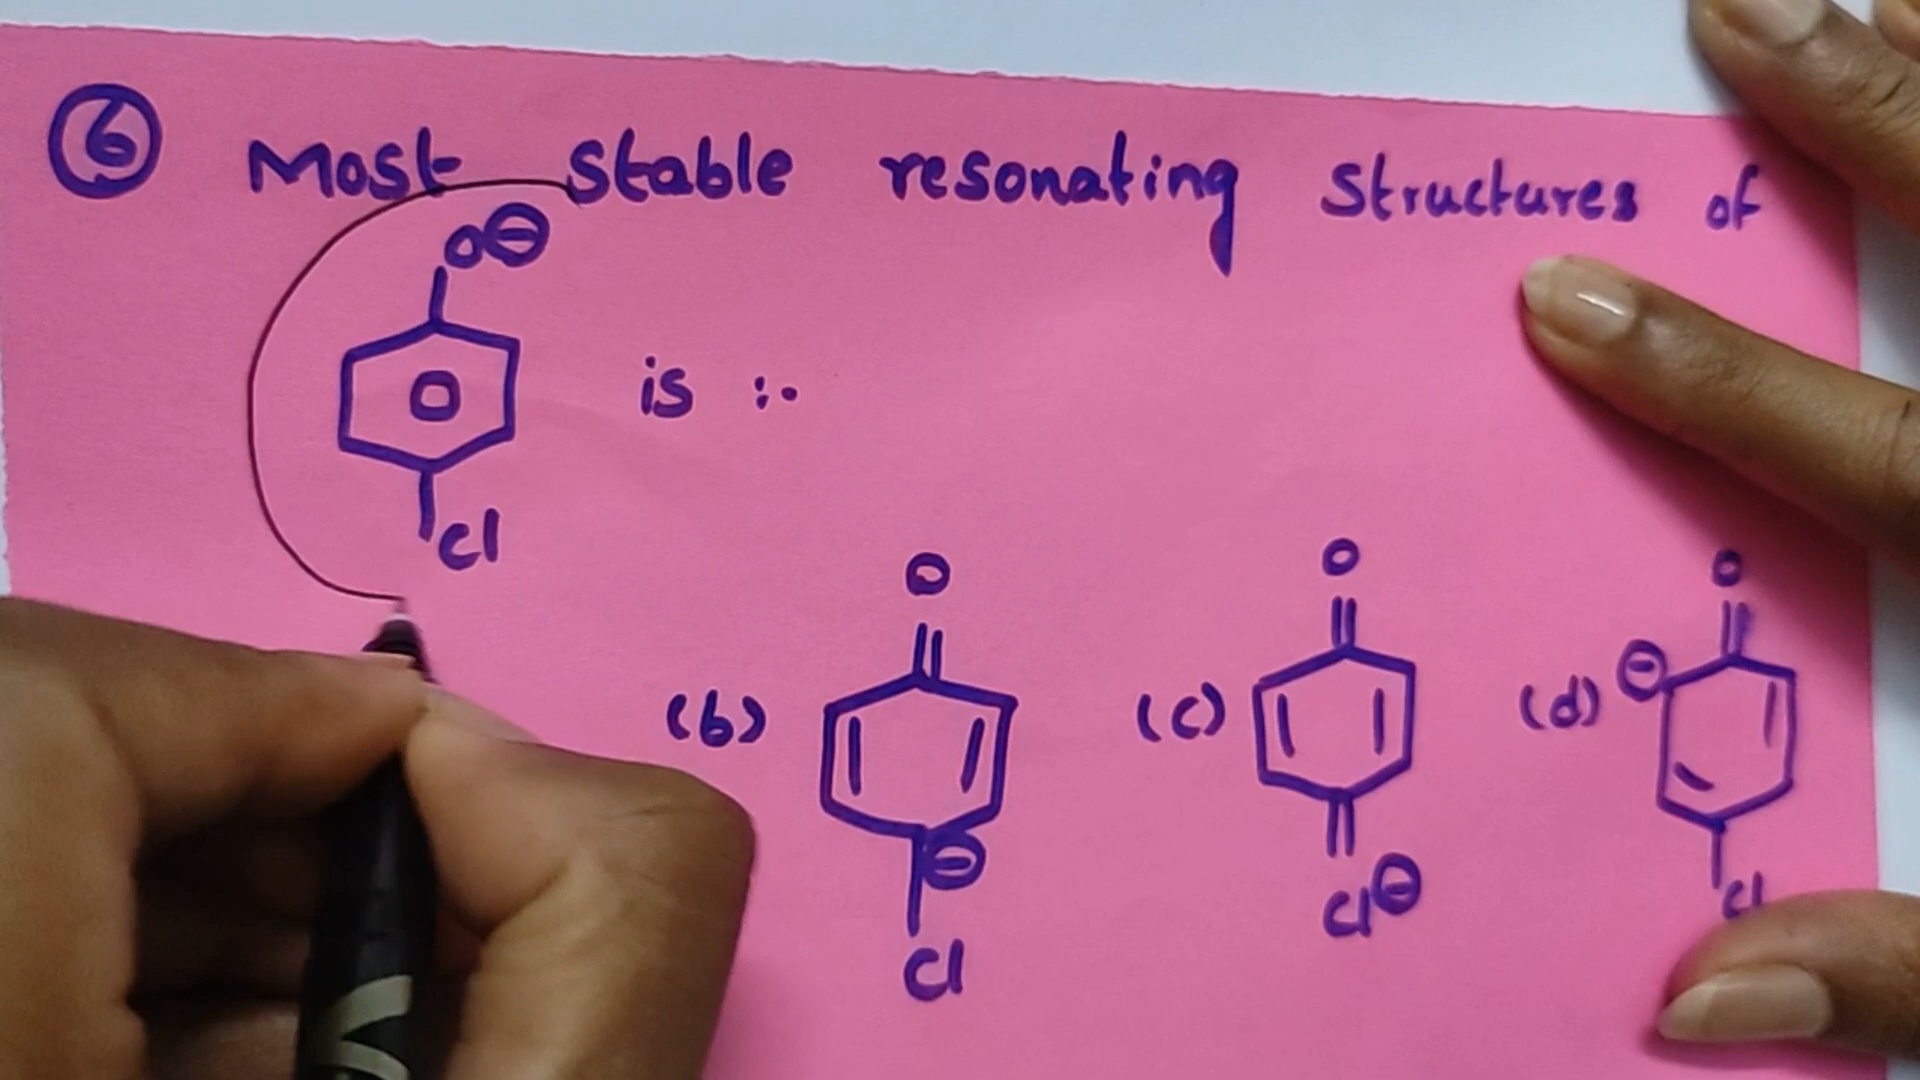 6 Most stable resonating structures of
O⊖
is :-
Cl
O O O
(b) (c) (d) ⊖
⊖ Cl⊖ Cl
Cl